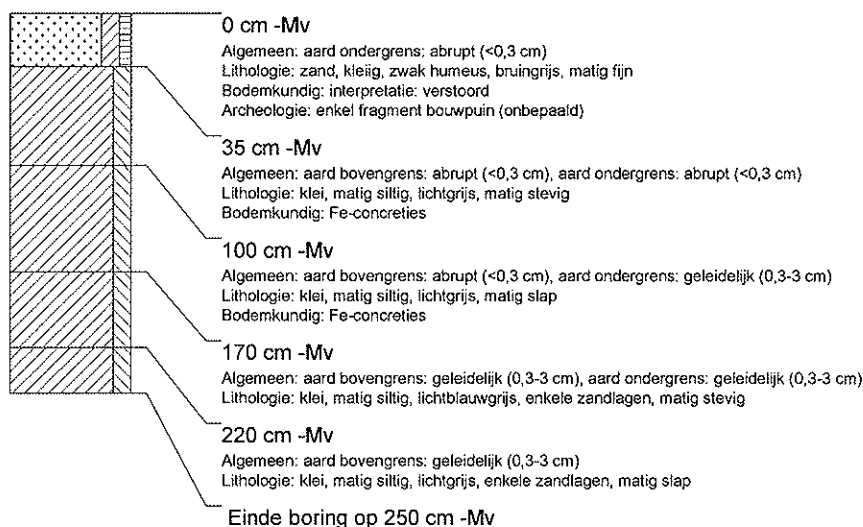 0 cm -Mv
Algemeen: aard ondergrens: abrupt (<0,3 cm)
Lithologie: zand, kleiig, zwak humeus, bruingrijs, matig fijn
Bodemkundig: interpretatie: verstoord
Archeologie: enkel fragment bouwpuin (onbepaald)
35 cm -Mv
Algemeen: aard bovengrens: abrupt (<0,3 cm), aard ondergrens: abrupt (<0,3 cm)
Lithologie: klei, matig siltig, lichtgrijs, matig stevig
Bodemkundig: Fe-concreties
100 cm -Mv
Algemeen: aard bovengrens: abrupt (<0,3 cm), aard ondergrens: geleidelijk (0,3-3 cm)
Lithologie: klei, matig siltig, lichtgrijs, matig slap
Bodemkundig: Fe-concreties
170 cm -Mv
Algemeen: aard bovengrens: geleidelijk (0,3-3 cm), aard ondergrens: geleidelijk (0,3-3 cm)
Lithologie: klei, matig siltig, lichtblauwgrijs, enkele zandlagen, matig stevig
220 cm -Mv
Algemeen: aard bovengrens: geleidelijk (0,3-3 cm)
Lithologie: klei, matig siltig, lichtgrijs, enkele zandlagen, matig slap
Einde boring op 250 cm -Mv